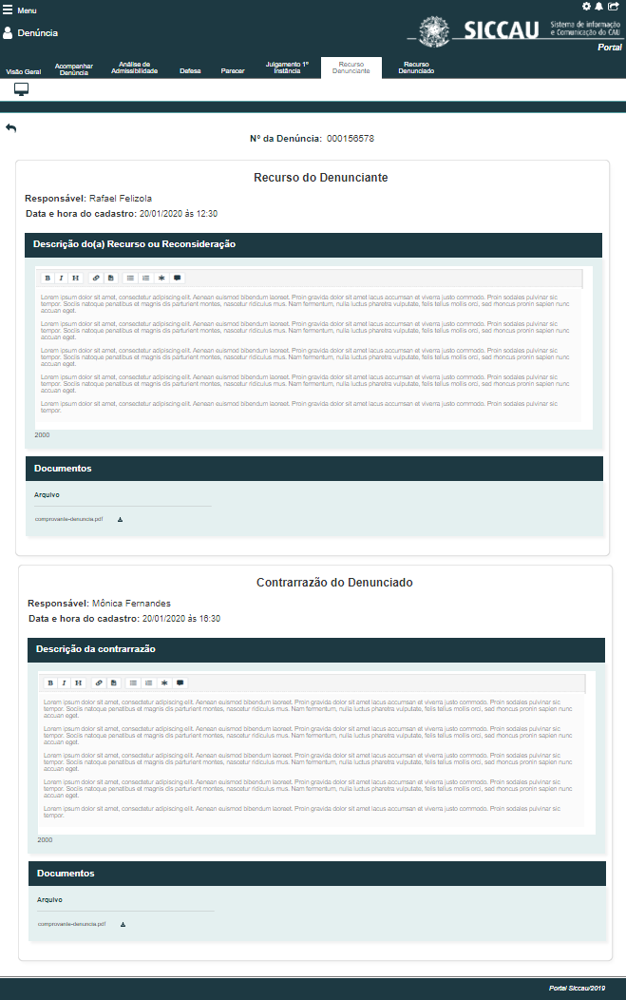 Menu
Denúncia
SICCAU
Sistema de informação
e Comunicação do CAU
Portal
Visão Geral
Acompanhar
Denúncia
Análise de
Admissibilidade
Defesa
Parecer
Julgamento 1º
Instância
Recurso
Denunciante
Recurso
Denunciado
Nº da Denúncia: 000156578
Recurso do Denunciante
Responsável: Rafael Felizola
Data e hora do cadastro: 20/01/2020 ás 12:30
Descrição do(a) Recurso ou Reconsideração
B I H
Lorem ipsum dolor sit amet, consectetur adipiscing elit. Aenean euismod bibendum laoreet. Proin gravida dolor sit amet lacus accumsan et viverra justo commodo. Proin sodales pulvinar sic
tempor. Sociis natoque penatibus et magnis dis parturient montes, nascetur ridiculus mus. Nam fermentum, nulla luctus pharetra vulputate, felis tellus mollis orci, sed rhoncus pronin sapien nunc
accuan eget.
Lorem ipsum dolor sit amet, consectetur adipiscing elit. Aenean euismod bibendum laoreet. Proin gravida dolor sit amet lacus accumsan et viverra justo commodo. Proin sodales pulvinar sic
tempor. Sociis natoque penatibus et magnis dis parturient montes, nascetur ridiculus mus. Nam fermentum, nulla luctus pharetra vulputate, felis tellus mollis orci, sed rhoncus pronin sapien nunc
accuan eget.
Lorem ipsum dolor sit amet, consectetur adipiscing elit. Aenean euismod bibendum laoreet. Proin gravida dolor sit amet lacus accumsan et viverra justo commodo. Proin sodales pulvinar sic
tempor. Sociis natoque penatibus et magnis dis parturient montes, nascetur ridiculus mus. Nam fermentum, nulla luctus pharetra vulputate, felis tellus mollis orci, sed rhoncus pronin sapien nunc
accuan eget.
Lorem ipsum dolor sit amet, consectetur adipiscing elit. Aenean euismod bibendum laoreet. Proin gravida dolor sit amet lacus accumsan et viverra justo commodo. Proin sodales pulvinar sic
tempor. Sociis natoque penatibus et magnis dis parturient montes, nascetur ridiculus mus. Nam fermentum, nulla luctus pharetra vulputate, felis tellus mollis orci, sed rhoncus pronin sapien nunc
accuan eget.
Lorem ipsum dolor sit amet, consectetur adipiscing elit. Aenean euismod bibendum laoreet. Proin gravida dolor sit amet lacus accumsan et viverra justo commodo. Proin sodales pulvinar sic
tempor.
2000
Documentos
Arquivo
comprovante-denuncia.pdf
Contrarrazão do Denunciado
Responsável: Mônica Fernandes
Data e hora do cadastro: 20/01/2020 ás 16:30
Descrição da contrarrazão
B I H
Lorem ipsum dolor sit amet, consectetur adipiscing elit. Aenean euismod bibendum laoreet. Proin gravida dolor sit amet lacus accumsan et viverra justo commodo. Proin sodales pulvinar sic
tempor. Sociis natoque penatibus et magnis dis parturient montes, nascetur ridiculus mus. Nam fermentum, nulla luctus pharetra vulputate, felis tellus mollis orci, sed rhoncus pronin sapien nunc
accuan eget.
Lorem ipsum dolor sit amet, consectetur adipiscing elit. Aenean euismod bibendum laoreet. Proin gravida dolor sit amet lacus accumsan et viverra justo commodo. Proin sodales pulvinar sic
tempor. Sociis natoque penatibus et magnis dis parturient montes, nascetur ridiculus mus. Nam fermentum, nulla luctus pharetra vulputate, felis tellus mollis orci, sed rhoncus pronin sapien nunc
accuan eget.
Lorem ipsum dolor sit amet, consectetur adipiscing elit. Aenean euismod bibendum laoreet. Proin gravida dolor sit amet lacus accumsan et viverra justo commodo. Proin sodales pulvinar sic
tempor. Sociis natoque penatibus et magnis dis parturient montes, nascetur ridiculus mus. Nam fermentum, nulla luctus pharetra vulputate, felis tellus mollis orci, sed rhoncus pronin sapien nunc
accuan eget.
Lorem ipsum dolor sit amet, consectetur adipiscing elit. Aenean euismod bibendum laoreet. Proin gravida dolor sit amet lacus accumsan et viverra justo commodo. Proin sodales pulvinar sic
tempor. Sociis natoque penatibus et magnis dis parturient montes, nascetur ridiculus mus. Nam fermentum, nulla luctus pharetra vulputate, felis tellus mollis orci, sed rhoncus pronin sapien nunc
accuan eget.
Lorem ipsum dolor sit amet, consectetur adipiscing elit. Aenean euismod bibendum laoreet. Proin gravida dolor sit amet lacus accumsan et viverra justo commodo. Proin sodales pulvinar sic
tempor.
2000
Documentos
Arquivo
comprovante-denuncia.pdf
Portal Siccau/2019